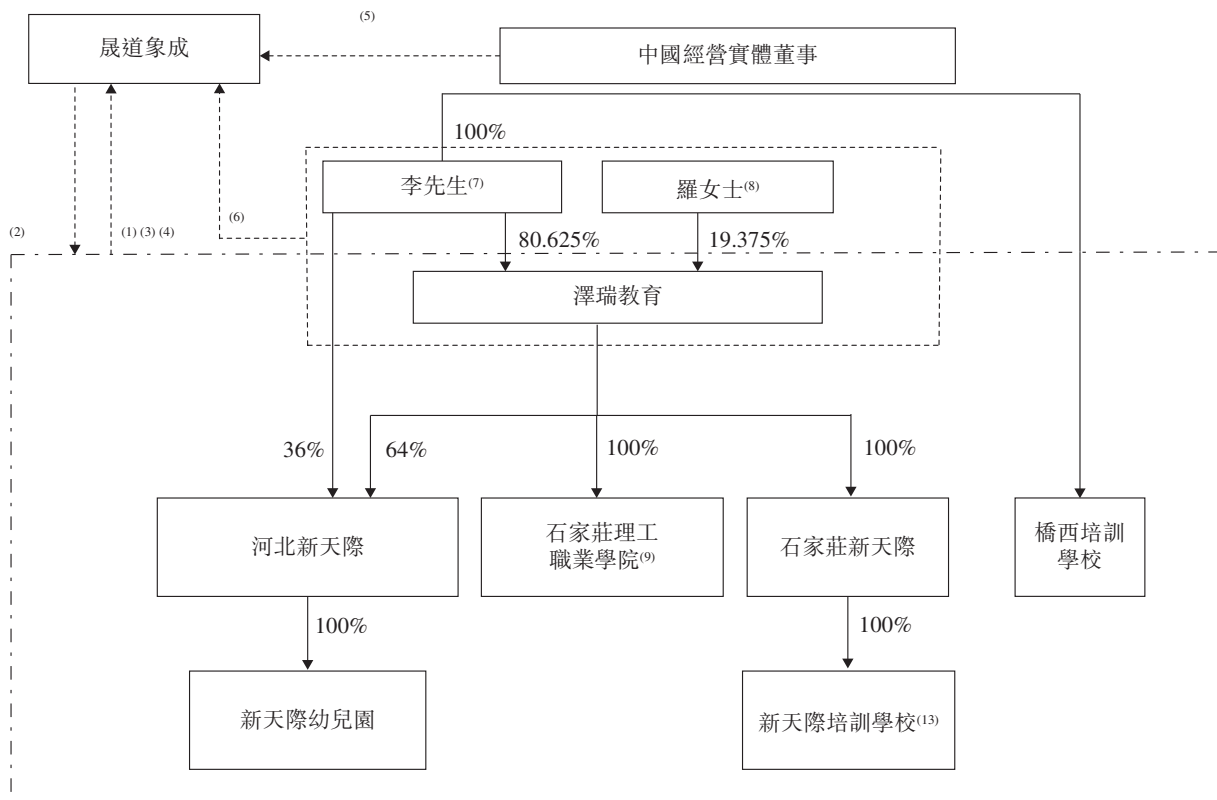 (5)
晟道象成
中國經營實體董事
100%
李先生(7)
羅女士(8)
(2)
(1) (3) (4)
(6)
80.625%
19.375%
澤瑞教育
36%
64%
100%
100%
河北新天際
石家莊理工
職業學院(9)
石家莊新天際
橋西培訓
學校
100%
100%
新天際幼兒園
新天際培訓學校(13)